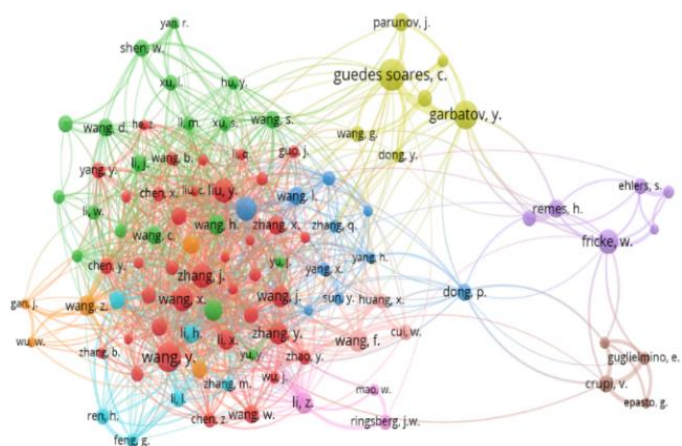 yan, r.
parunov, j.
shen, w.
guedes soares, c.
xu, l.
hu, y.
garbatov, y.
wang, d.
he, z.
li, m.
xu, s.
wang, s.
wang, g.
dong, y.
yang, y.
li, j.
wang, b.
li, q.
guo, j.
ehlers, s.
chen, x.
liu, c.
liu, y.
wang, l.
remes, h.
li, w.
wang, h.
zhang, x.
zhang, q.
fricke, w.
wang, c.
chen, y.
zhang, j.
yu, j.
yang, x.
yang, h.
gan, j.
wang, z.
wang, x.
wang, j.
sun, y.
huang, x.
dong, p.
wu, w.
li, h.
li, x.
zhang, y.
wang, f.
cui, w.
zhang, b.
wang, y.
yu, y.
zhao, y.
guglielmino, e.
zhang, m.
wu, j.
crupi, v.
li, l.
mao, w.
epasto, g.
ren, h.
chen, z.
wang, w.
li, z.
ringsberg, j.w.
feng, g.